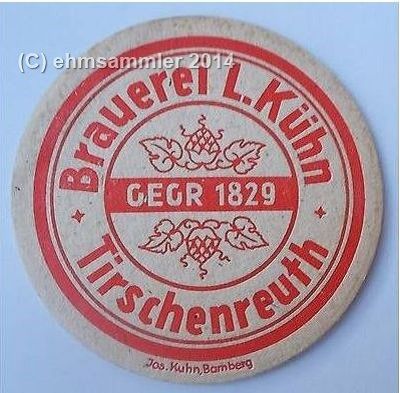 (C) ehmsammler 2014
Brauerei L. Kühn
GEGR 1829
Tirschenreuth
Jos. Kuhn, Bamberg